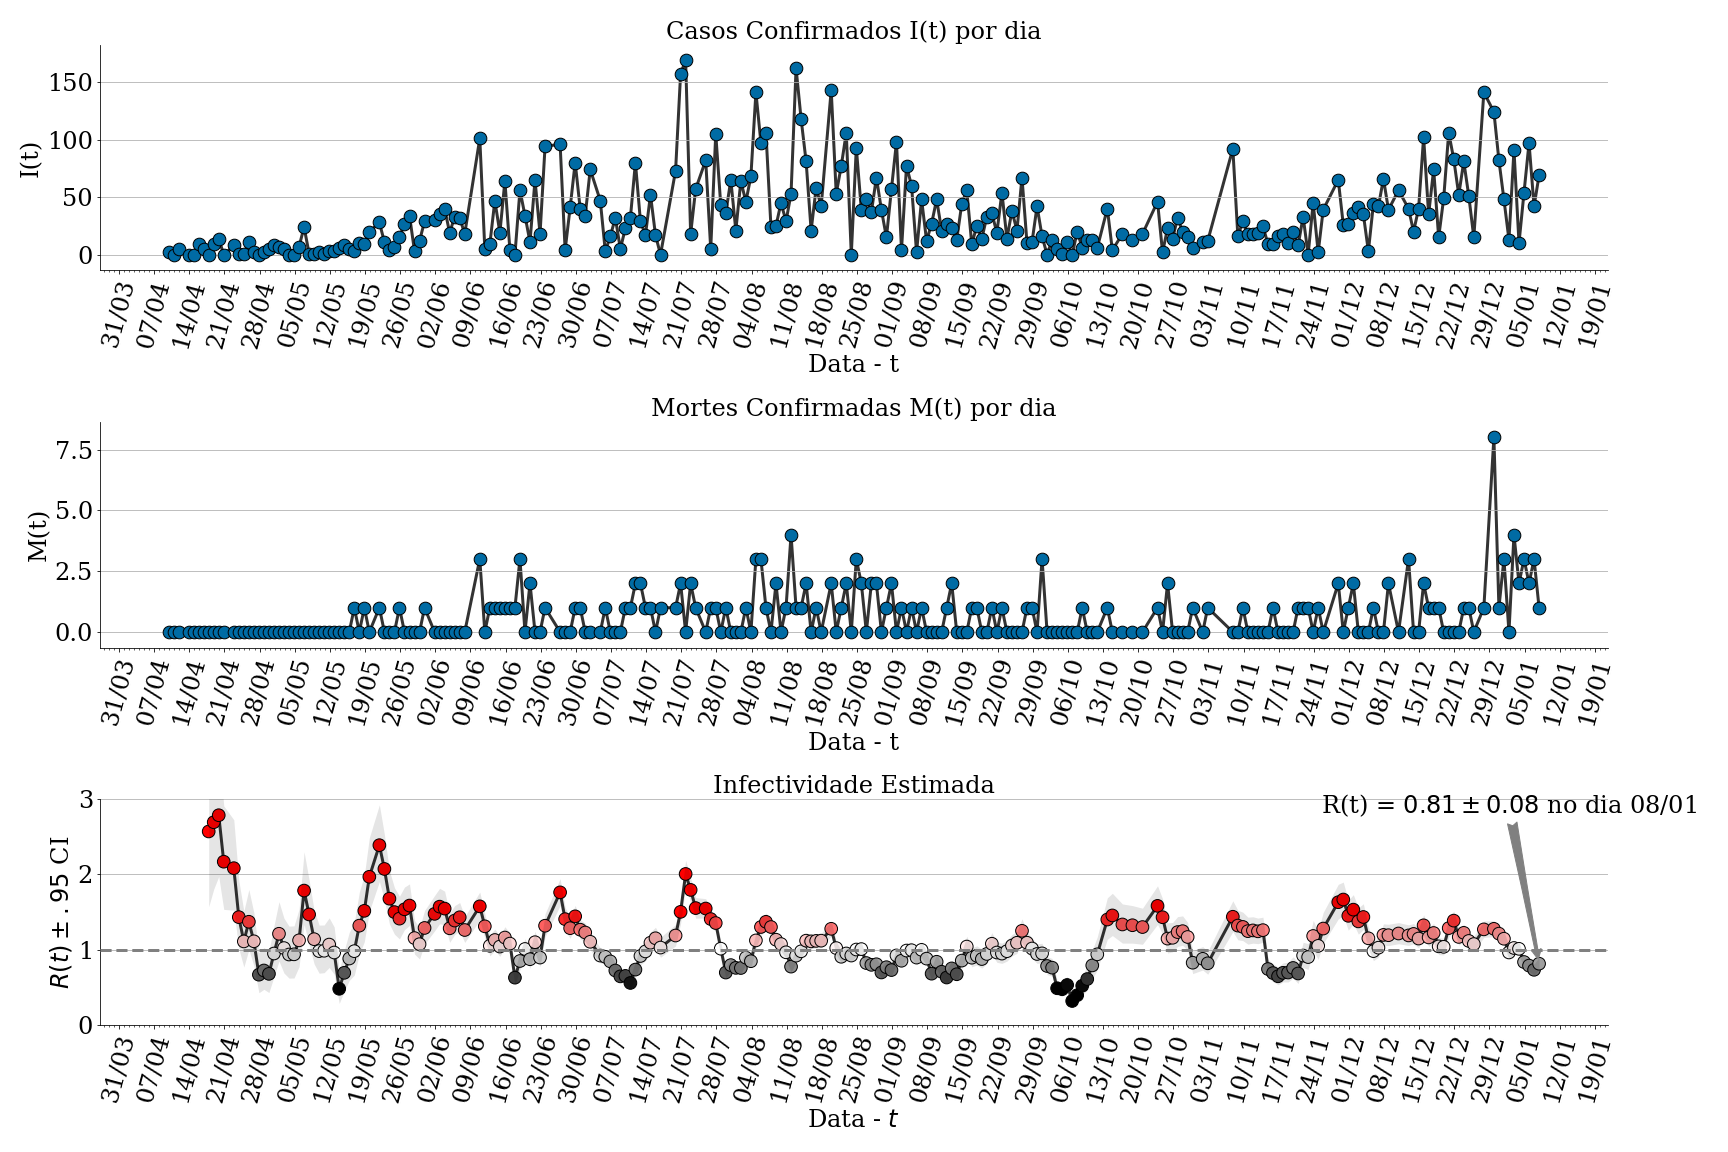 Casos Confirmados I(t) por dia
150
100
50
0
I(t)
31/03 07/04 14/04 21/04 28/04 05/05 12/05 19/05 26/05 02/06 09/06 16/06 23/06 30/06 07/07 14/07 21/07 28/07 04/08 11/08 18/08 25/08 01/09 08/09 15/09 22/09 29/09 06/10 13/10 20/10 27/10 03/11 10/11 17/11 24/11 01/12 08/12 15/12 22/12 29/12 05/01 12/01 19/01
Data - t
Mortes Confirmadas M(t) por dia
7.5
5.0
2.5
0.0
M(t)
31/03 07/04 14/04 21/04 28/04 05/05 12/05 19/05 26/05 02/06 09/06 16/06 23/06 30/06 07/07 14/07 21/07 28/07 04/08 11/08 18/08 25/08 01/09 08/09 15/09 22/09 29/09 06/10 13/10 20/10 27/10 03/11 10/11 17/11 24/11 01/12 08/12 15/12 22/12 29/12 05/01 12/01 19/01
Data - t
Infectividade Estimada
R(t) = 0.81 ± 0.08 no dia 08/01
3
2
1
0
R(t) ± .95 CI
31/03 07/04 14/04 21/04 28/04 05/05 12/05 19/05 26/05 02/06 09/06 16/06 23/06 30/06 07/07 14/07 21/07 28/07 04/08 11/08 18/08 25/08 01/09 08/09 15/09 22/09 29/09 06/10 13/10 20/10 27/10 03/11 10/11 17/11 24/11 01/12 08/12 15/12 22/12 29/12 05/01 12/01 19/01
Data - t